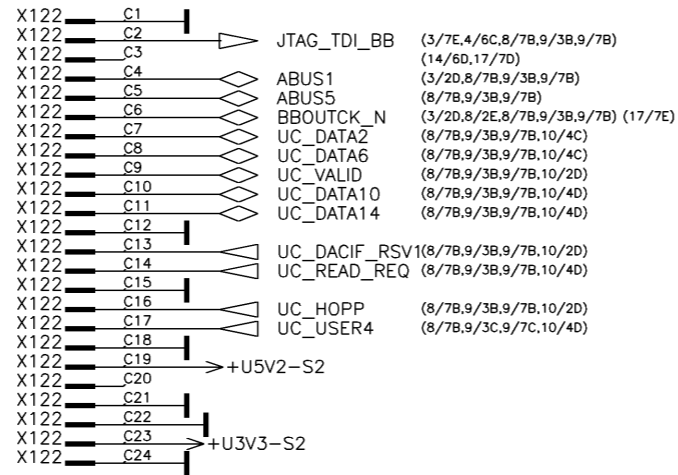 X122 C1
X122 C2 JTAG_TDI_BB (3/7E,4/6C,8/7B,9/3B,9/7B)
X122 C3 (14/6D,17/7D)
X122 C4 ABUS1 (3/2D,8/7B,9/3B,9/7B)
X122 C5 ABUS5 (8/7B,9/3B,9/7B)
X122 C6 BBOUTCK_N (3/2D,8/2E,8/7B,9/3B,9/7B) (17/7E)
X122 C7 UC_DATA2 (8/7B,9/3B,9/7B,10/4C)
X122 C8 UC_DATA6 (8/7B,9/3B,9/7B,10/4C)
X122 C9 UC_VALID (8/7B,9/3B,9/7B,10/2D)
X122 C10 UC_DATA10 (8/7B,9/3B,9/7B,10/4D)
X122 C11 UC_DATA14 (8/7B,9/3B,9/7B,10/4D)
X122 C12
X122 C13 UC_DACIF_RSV1(8/7B,9/3B,9/7B,10/2D)
X122 C14 UC_READ_REQ (8/7B,9/3B,9/7B,10/4D)
X122 C15
X122 C16 UC_HOPP (8/7B,9/3B,9/7B,10/2D)
X122 C17 UC_USER4 (8/7B,9/3C,9/7C,10/4D)
X122 C18
X122 C19 +U5V2-S2
X122 C20
X122 C21
X122 C22
X122 C23 +U3V3-S2
X122 C24